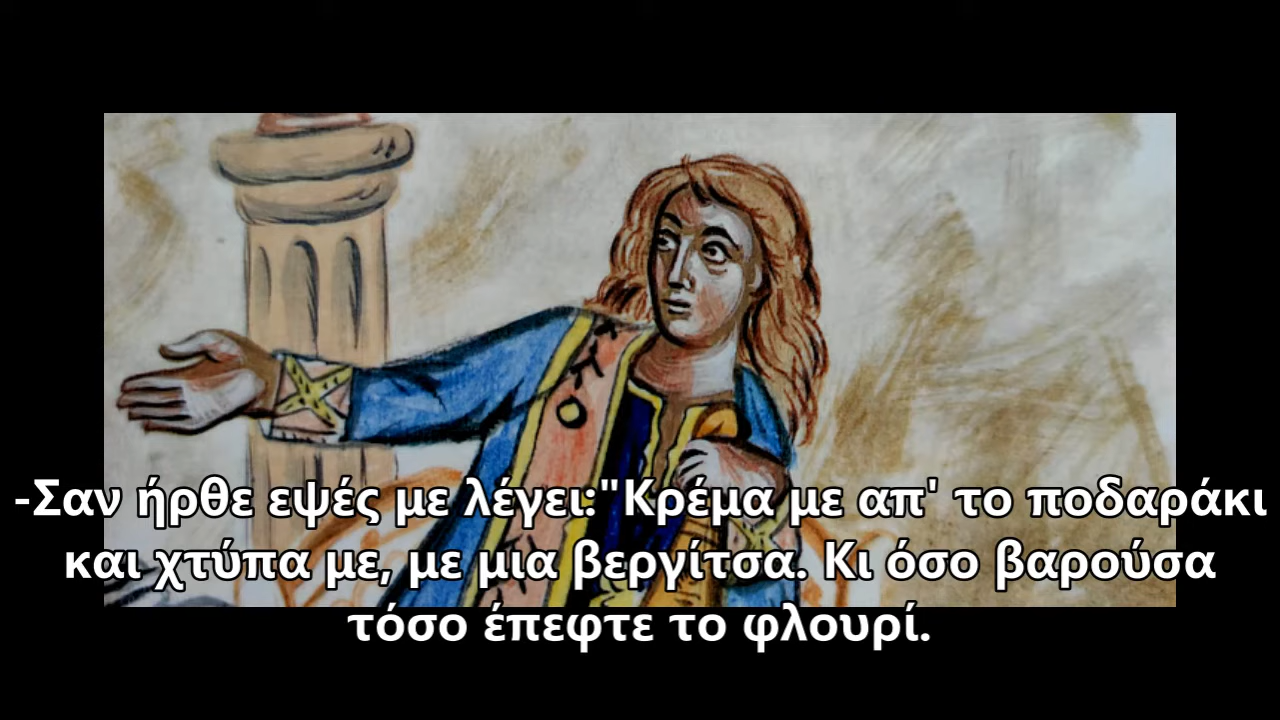 -Σαν ήρθε εψές με λέγει:"Κρέμα με απ' το ποδαράκι
και χτύπα με, με μια βεργίτσα. Κι όσο βαρούσα
τόσο έπεφτε το φλουρί.